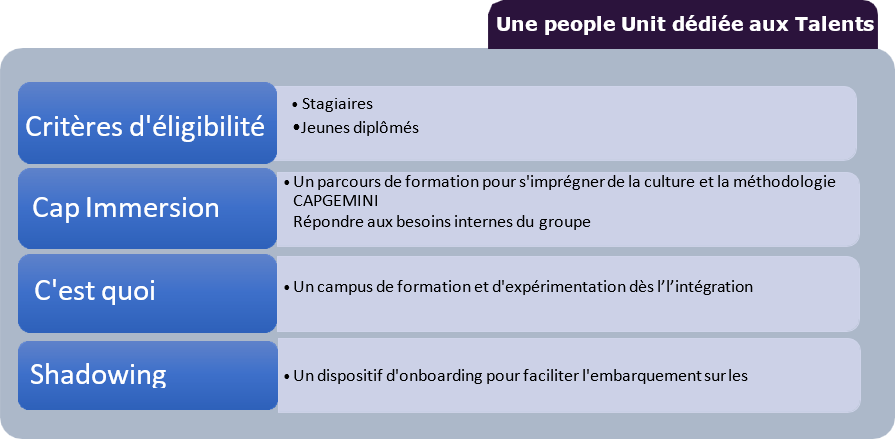 Une people Unit dédiée aux Talents
Critères d'éligibilité
• Stagiaires
•Jeunes diplômés
Cap Immersion
• Un parcours de formation pour s'imprégner de la culture et la méthodologie
CAPGEMINI
Répondre aux besoins internes du groupe
C'est quoi
• Un campus de formation et d'expérimentation dès l’l’intégration
Shadowing
• Un dispositif d'onboarding pour faciliter l'embarquement sur les